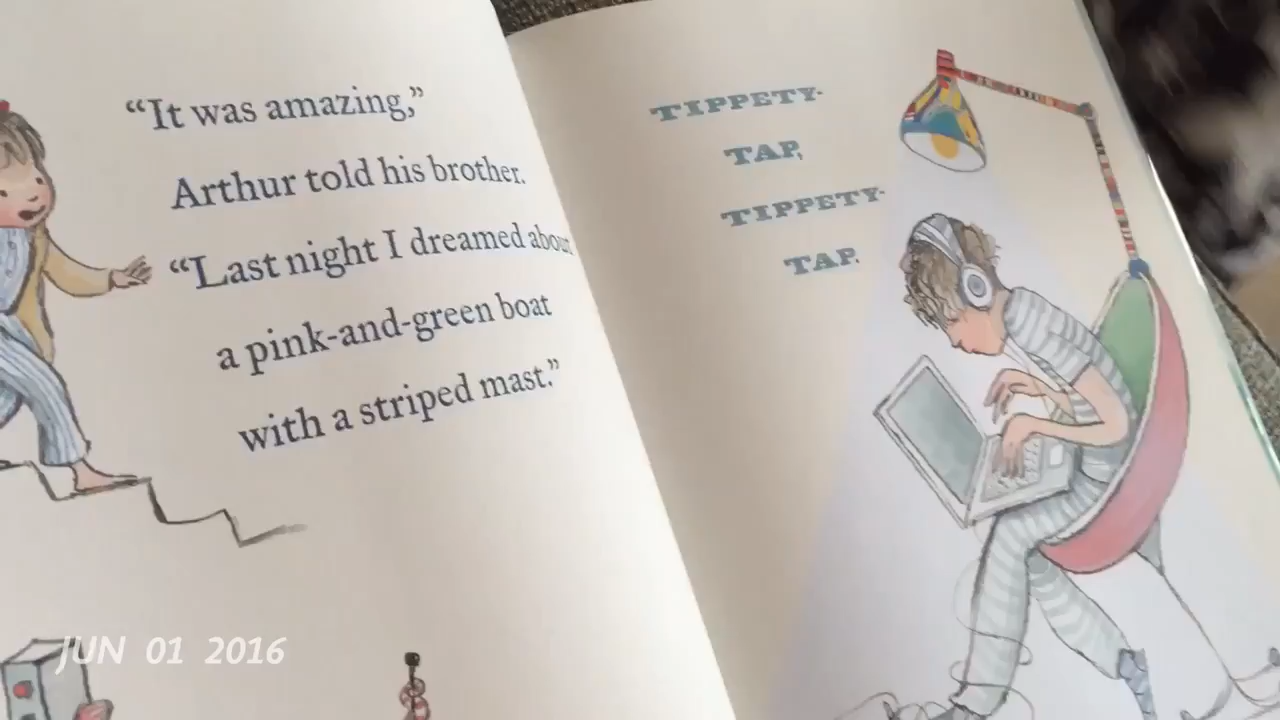 “It was amazing,”
Arthur told his brother.
“Last night I dreamed about
a pink-and-green boat
with a striped mast.”
TIPPETY-
TAP,
TIPPETY-
TAP.
JUN 01 2016